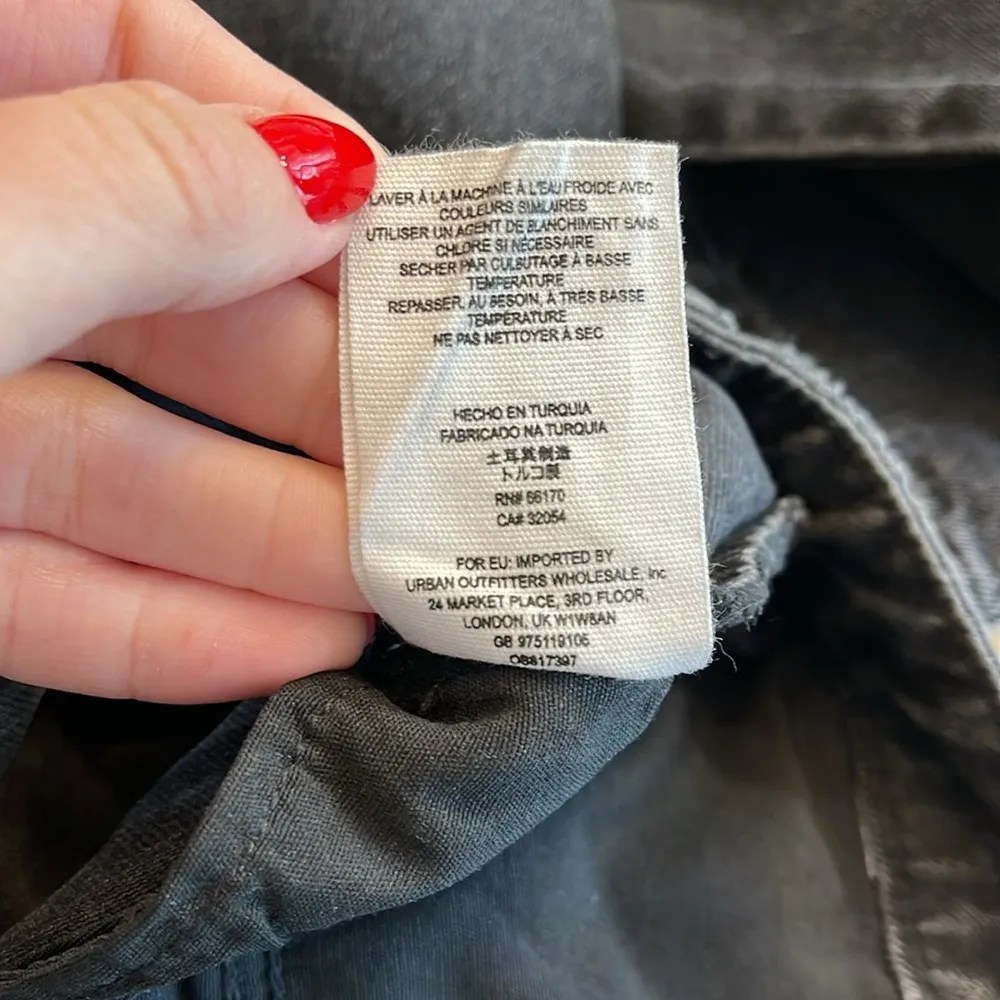 LAVER À LA MACHINE À L'EAU FROIDE AVEC
COULEURS SIMILAIRES
UTILISER UN AGENT DE BLANCHIMENT SANS
CHLORE SI NÉCESSAIRE
SECHER PAR CULBUTAGE À BASSE
TEMPÉRATURE
REPASSER, AU BESOIN, À TRÈS BASSE
TEMPÉRATURE
NE PAS NETTOYER À SEC
HECHO EN TURQUIA
FABRICADO NA TURQUIA
土耳其制造
トルコ製
RN# 66170
CA# 32054
FOR EU: IMPORTED BY
URBAN OUTFITTERS WHOLESALE, Inc
24 MARKET PLACE, 3RD FLOOR,
LONDON, UK W1W8AN
GB 975119106
OB817397